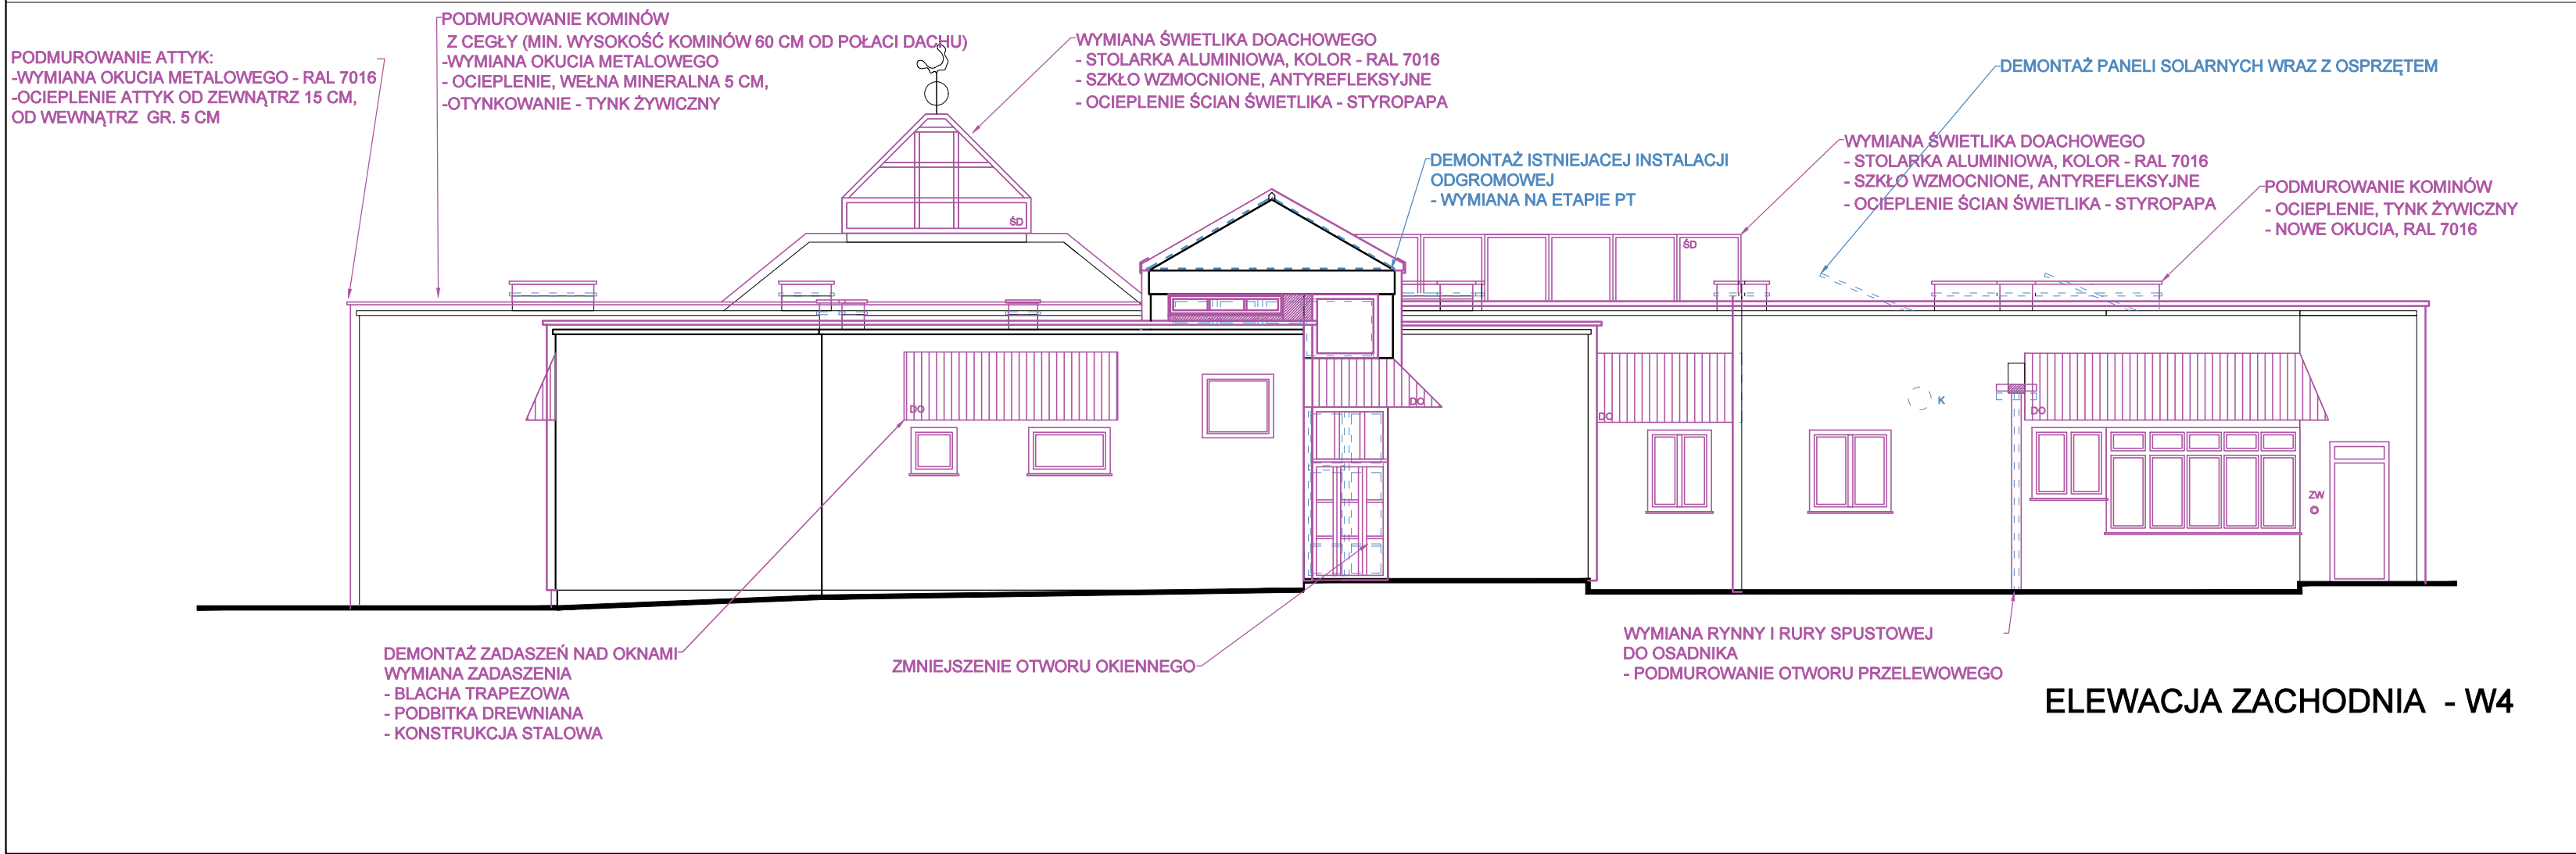 PODMUROWANIE ATTYK:
-WYMIANA OKUCIA METALOWEGO - RAL 7016
-OCIEPLENIE ATTYK OD ZEWNĄTRZ 15 CM,
OD WEWNĄTRZ GR. 5 CM
PODMUROWANIE KOMINÓW
Z CEGŁY (MIN. WYSOKOŚĆ KOMINÓW 60 CM OD POŁACI DACHU)
-WYMIANA OKUCIA METALOWEGO
- OCIEPLENIE, WEŁNA MINERALNA 5 CM,
-OTYNKOWANIE - TYNK ŻYWICZNY
WYMIANA ŚWIETLIKA DOACHOWEGO
- STOLARKA ALUMINIOWA, KOLOR - RAL 7016
- SZKŁO WZMOCNIONE, ANTYREFLEKSYJNE
- OCIEPLENIE ŚCIAN ŚWIETLIKA - STYROPAPA
DEMONTAŻ ISTNIEJACEJ INSTALACJI
ODGROMOWEJ
- WYMIANA NA ETAPIE PT
DEMONTAŻ PANELI SOLARNYCH WRAZ Z OSPRZĘTEM
WYMIANA ŚWIETLIKA DOACHOWEGO
- STOLARKA ALUMINIOWA, KOLOR - RAL 7016
- SZKŁO WZMOCNIONE, ANTYREFLEKSYJNE
- OCIEPLENIE ŚCIAN ŚWIETLIKA - STYROPAPA
PODMUROWANIE KOMINÓW
- OCIEPLENIE, TYNK ŻYWICZNY
- NOWE OKUCIA, RAL 7016
ŚD
ŚD
DO
DO
DO
K
DO
ZW
DEMONTAŻ ZADASZEŃ NAD OKNAMI
WYMIANA ZADASZENIA
- BLACHA TRAPEZOWA
- PODBITKA DREWNIANA
- KONSTRUKCJA STALOWA
ZMNIEJSZENIE OTWORU OKIENNEGO
WYMIANA RYNNY I RURY SPUSTOWEJ
DO OSADNIKA
- PODMUROWANIE OTWORU PRZELEWOWEGO
ELEWACJA ZACHODNIA - W4